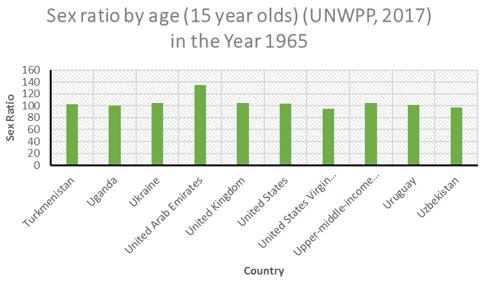 Sex ratio by age (15 year olds) (UNWPP, 2017)
in the Year 1965
160
140
120
100
80
60
40
20
0
Sex Ratio
Turkmenistan
Uganda
Ukraine
United Arab Emirates
United Kingdom
United States
United States Virgin...
Upper-middle-income...
Uruguay
Uzbekistan
Country